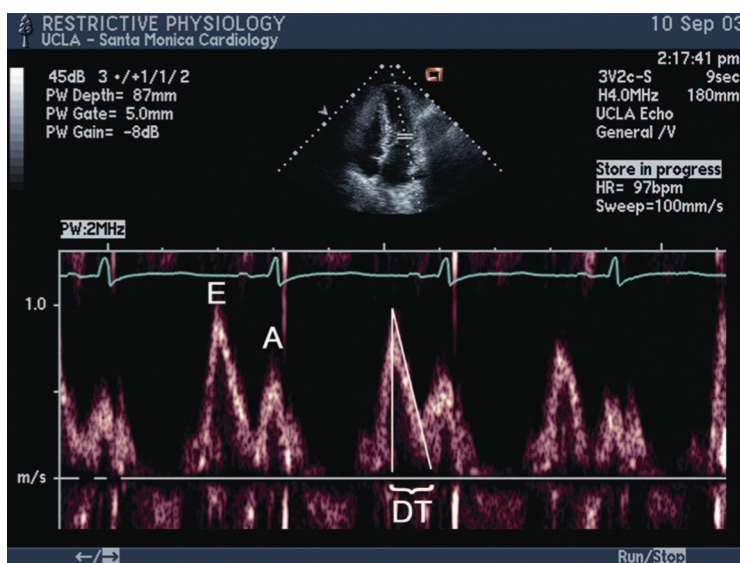 RESTRICTIVE PHYSIOLOGY
UCLA – Santa Monica Cardiology
10 Sep 03
2:17:41 pm
3V2c-S 9sec
H4.0MHz 180mm
UCLA Echo
General /V
Store in progress
HR= 97bpm
Sweep=100mm/s
45dB 3 +/+1/1/2
PW Depth= 87mm
PW Gate= 5.0mm
PW Gain= -8dB
PW:2MHz
E
1.0
A
m/s
DT
←/→
Run/Stop